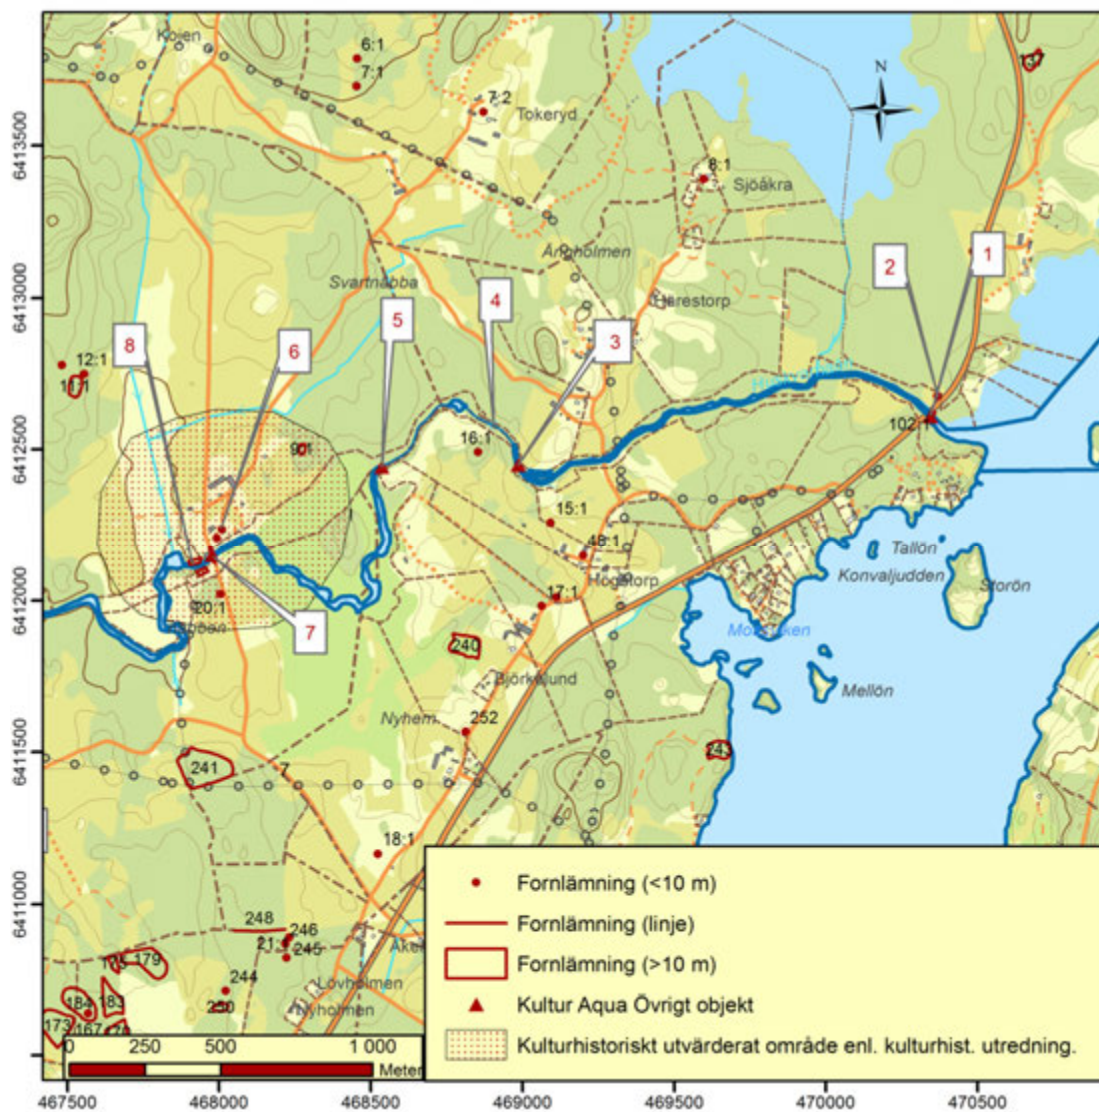 Kojen
6:1
7:1
7:2
Tokeryd
137
N
6413500
8:1
Sjöåkra
Ängholmen
Svartnabba
2
1
6413000
Harestorp
5
4
3
8
6
12:1
11:1
102:1
6412500
16:1
9:1
15:1
48:1
Tallön
Konvaljudden
Storön
Högstorp
17:1
6412000
20:1
7
240
Björkelund
Mellön
Nyhem
252
243
6411500
241
7
18:1
6411000
248
246
245
179
244
250
184
183
173
167
Lövholmen
Nyholmen
Fornlämning (<10 m)
Fornlämning (linje)
Fornlämning (>10 m)
Kultur Aqua Övrigt objekt
Kulturhistoriskt utvärderat område enl. kulturhist. utredning.
0 250 500 1 000
Meter
467500 468000 468500 469000 469500 470000 470500